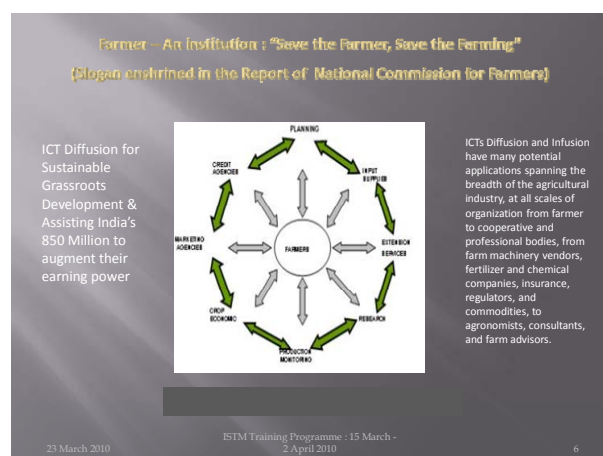 Farmer – An Institution : “Save the Farmer, Save the Farming”
(Slogan enshrined in the Report of National Commission for Farmers)
ICT Diffusion for
Sustainable
Grassroots
Development &
Assisting India’s
850 Million to
augment their
earning power
PLANNING
CREDIT
AGENCIES
INPUT
SUPPLIES
MARKETING
AGENCIES
FARMERS
EXTENSION
SERVICES
CROP
ECONOMIC
RESEARCH
PRODUCTION
MONITORING
ICTs Diffusion and Infusion
have many potential
applications spanning the
breadth of the agricultural
industry, at all scales of
organization from farmer
to cooperative and
professional bodies, from
farm machinery vendors,
fertilizer and chemical
companies, insurance,
regulators, and
commodities, to
agronomists, consultants,
and farm advisors.
23 March 2010
ISTM Training Programme : 15 March -
2 April 2010
6